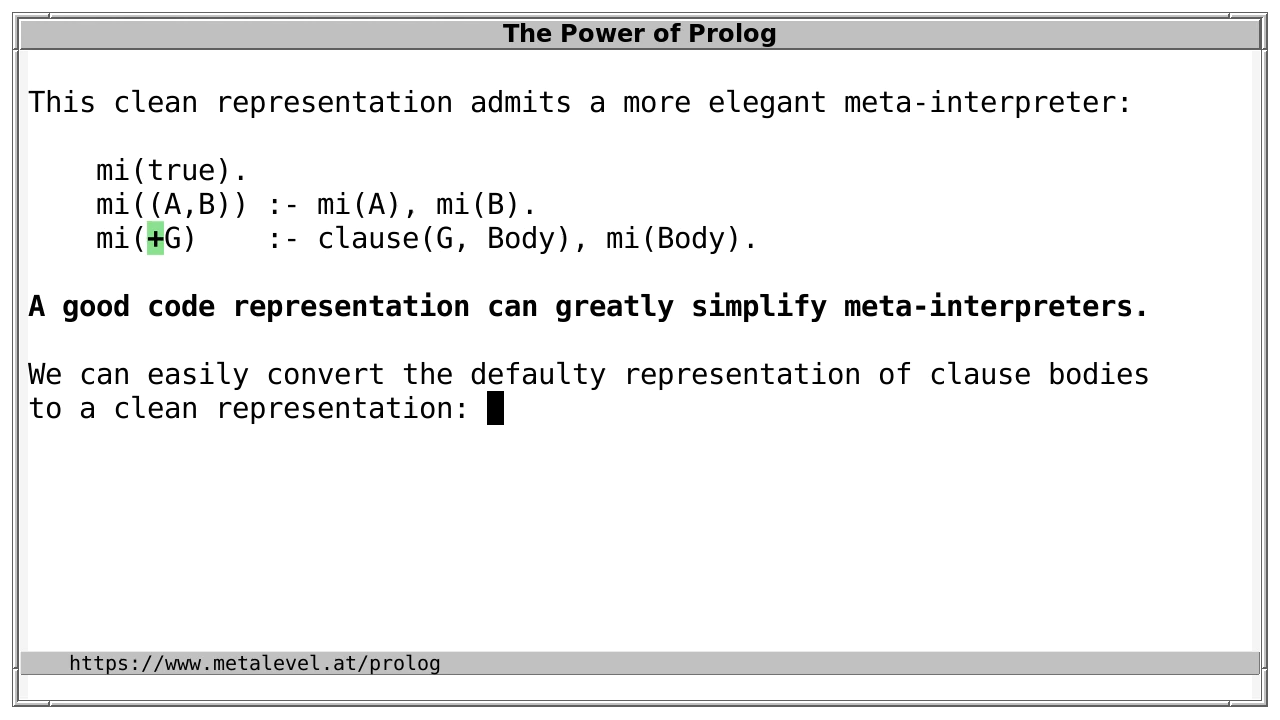 The Power of Prolog
This clean representation admits a more elegant meta-interpreter:
mi(true).
mi((A,B)) :- mi(A), mi(B).
mi(+G)    :- clause(G, Body), mi(Body).
A good code representation can greatly simplify meta-interpreters.
We can easily convert the defaulty representation of clause bodies
to a clean representation:
https://www.metalevel.at/prolog